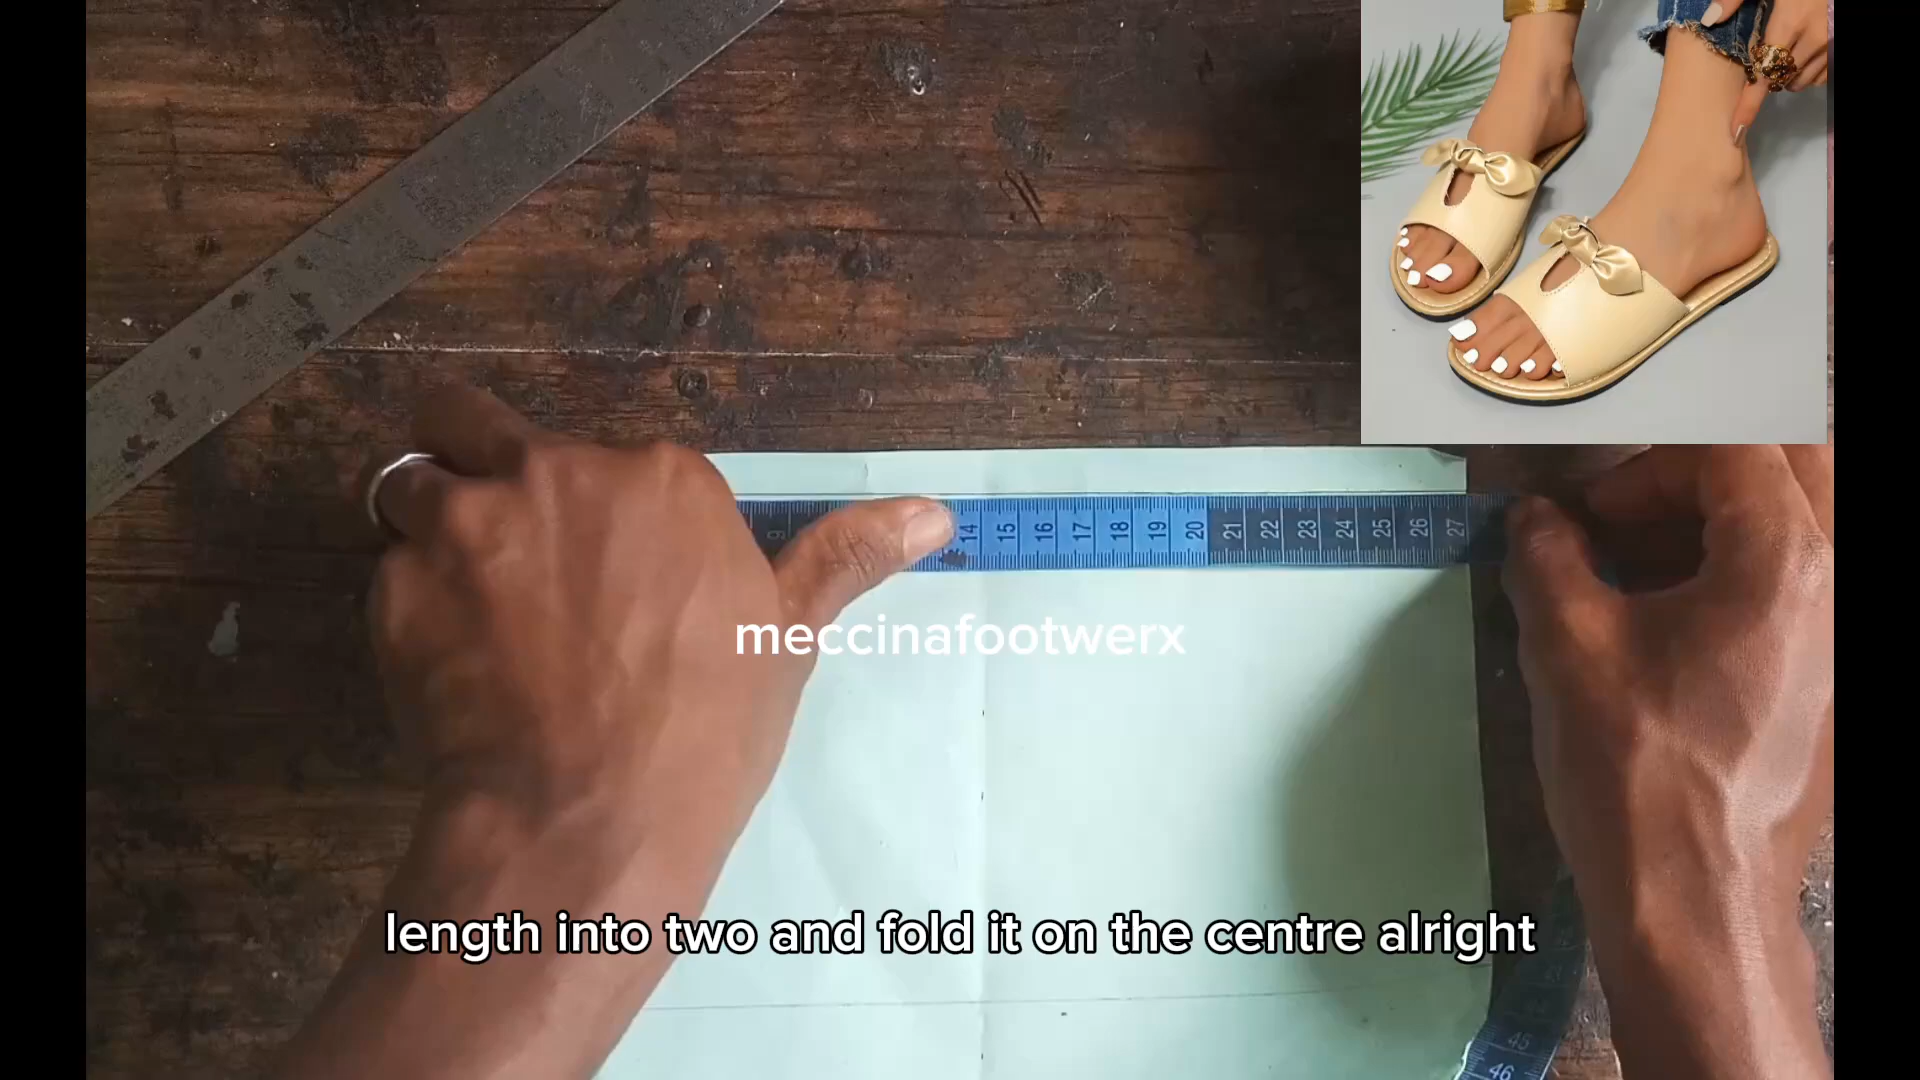 9 14 15 16 17 18 19 20 21 22 23 24 25 26 27
meccinafootwerx
length into two and fold it on the centre alright
45
46